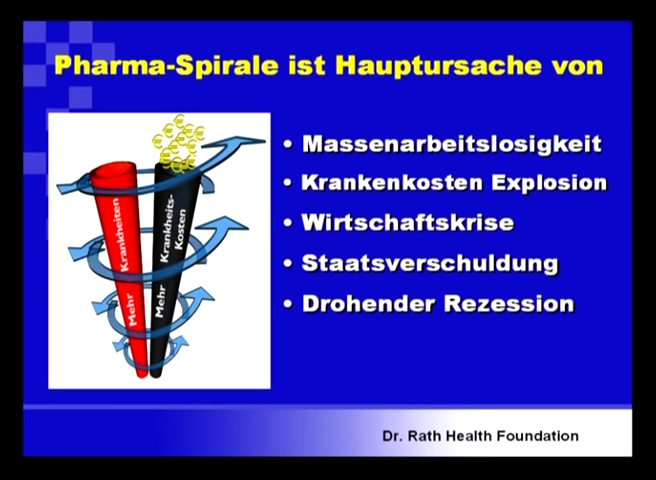 Pharma-Spirale ist Hauptursache von
• Massenarbeitslosigkeit
• Krankenkosten Explosion
• Wirtschaftskrise
• Staatsverschuldung
• Drohender Rezession
Mehr Krankheiten
Mehr Krankheits-
Kosten
Dr. Rath Health Foundation